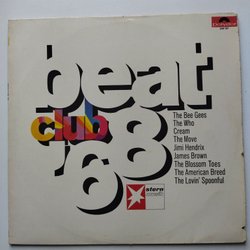 Polydor
beat
club
'68
The Bee Gees
The Who
Cream
The Move
Jimi Hendrix
James Brown
The Blossom Toes
The American Breed
The Lovin' Spoonful
stern